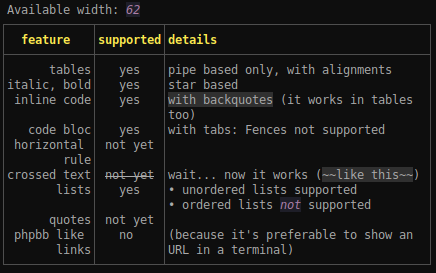 Available width: 62
feature supported details
tables yes pipe based only, with alignments
italic, bold yes star based
inline code yes with backquotes (it works in tables
too)
code bloc yes with tabs: Fences not supported
horizontal not yet
rule
crossed text not yet wait... now it works (~~like this~~)
lists yes • unordered lists supported
• ordered lists not supported
quotes not yet
phpbb like no (because it's preferable to show an
links URL in a terminal)